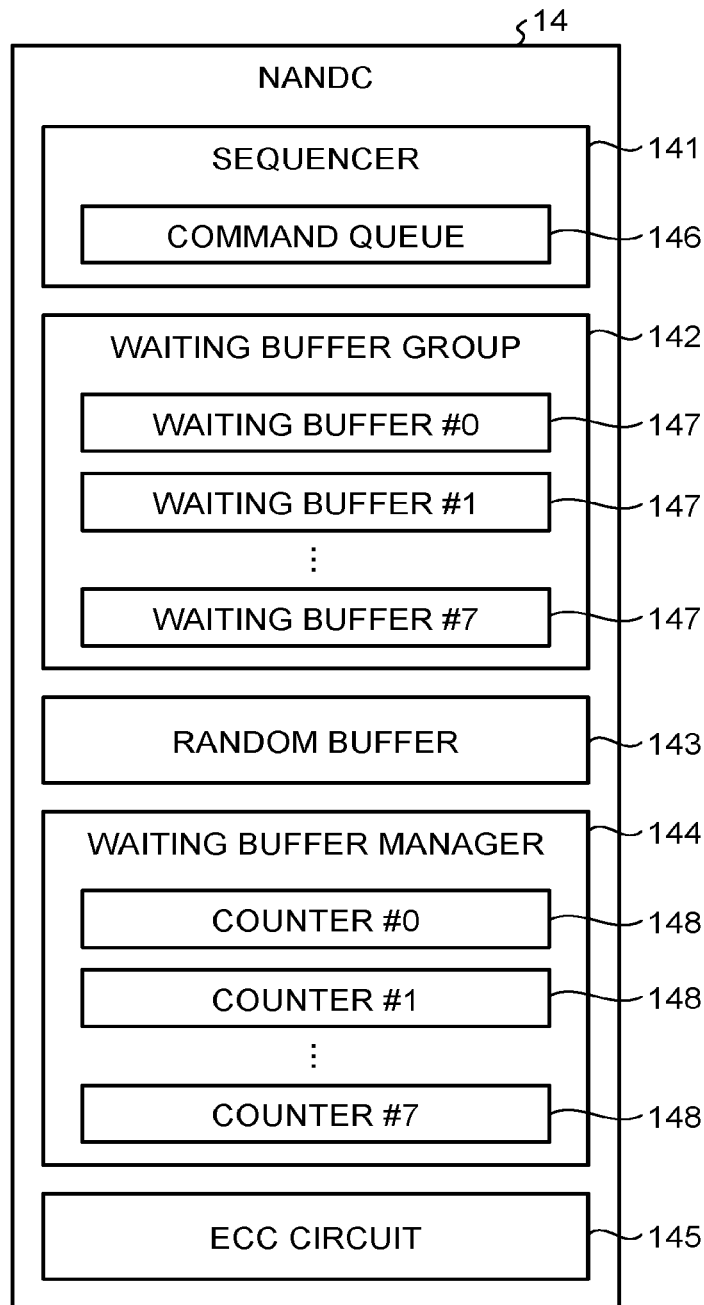 14
NANDC
SEQUENCER 141
COMMAND QUEUE 146
WAITING BUFFER GROUP 142
WAITING BUFFER #0 147
WAITING BUFFER #1 147
⋮
WAITING BUFFER #7 147
RANDOM BUFFER 143
WAITING BUFFER MANAGER 144
COUNTER #0 148
COUNTER #1 148
⋮
COUNTER #7 148
ECC CIRCUIT 145